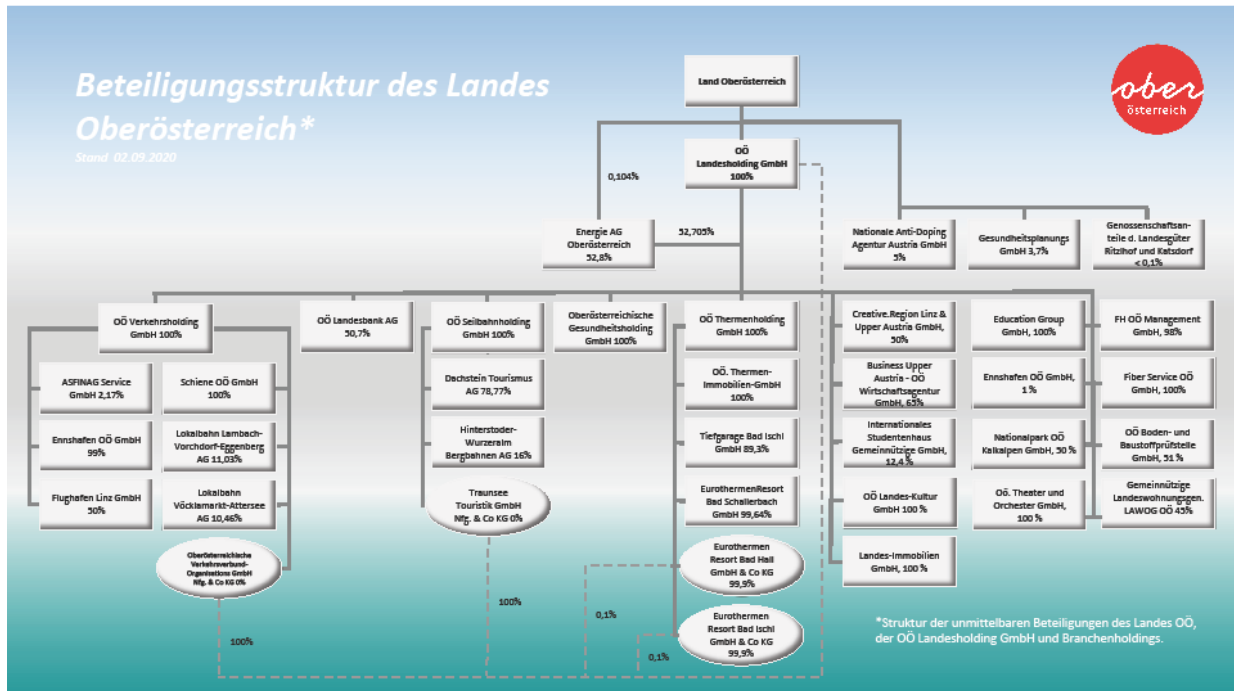 Beteiligungsstruktur des Landes
Oberösterreich*
Stand 02.09.2020
ober
österreich
Land Oberösterreich
OÖ
Landesholding GmbH
100%
0,104%
Energie AG
Oberösterreich
52,8%
52,705%
Nationale Anti-Doping
Agentur Austria GmbH
5%
Gesundheitsplanungs
GmbH 3,7%
Genossenschaftsan-
teile d. Landesgüter
Ritzlhof und Katsdorf
< 0,1%
OÖ Verkehrsholding
GmbH 100%
OÖ Landesbank AG
50,7%
OÖ Seilbahnholding
GmbH 100%
Oberösterreichische
Gesundheitsholding
GmbH 100%
OÖ Thermenholding
GmbH 100%
Creative.Region Linz &
Upper Austria GmbH,
50%
Education Group
GmbH, 100%
FH OÖ Management
GmbH, 98%
ASFINAG Service
GmbH 2,17%
Schiene OÖ GmbH
100%
Dachstein Tourismus
AG 78,77%
OÖ. Thermen-
Immobilien-GmbH
100%
Business Upper
Austria - OÖ
Wirtschaftsagentur
GmbH, 65%
Ennshafen OÖ GmbH,
1 %
Fiber Service OÖ
GmbH, 100%
Ennshafen OÖ GmbH
99%
Lokalbahn Lambach-
Vorchdorf-Eggenberg
AG 11,03%
Hinterstoder-
Wurzeralm
Bergbahnen AG 16%
Tiefgarage Bad Ischl
GmbH 89,3%
Internationales
Studentenhaus
Gemeinnützige GmbH,
12,4 %
Nationalpark OÖ
Kalkalpen GmbH, 50 %
OÖ Boden- und
Baustoffprüfstelle
GmbH, 51 %
Flughafen Linz GmbH
50%
Lokalbahn
Vöcklamarkt-Attersee
AG 10,46%
Traunsee
Touristik GmbH
Nfg. & Co KG 0%
EurothermenResort
Bad Schallerbach
GmbH 99,64%
OÖ Landes-Kultur
GmbH 100 %
Oö. Theater und
Orchester GmbH,
100 %
Gemeinnützige
Landeswohnungsgen.
LAWOG OÖ 45%
Oberösterreichische
Verkehrsverbund-
Organisations GmbH
Nfg. & Co KG 0%
Eurothermen
Resort Bad Hall
GmbH & Co KG
99,9%
Landes-Immobilien
GmbH, 100 %
100%
0,1%
Eurothermen
Resort Bad Ischl
GmbH & Co KG
99,9%
100%
0,1%
*Struktur der unmittelbaren Beteiligungen des Landes OÖ,
der OÖ Landesholding GmbH und Branchenholdings.